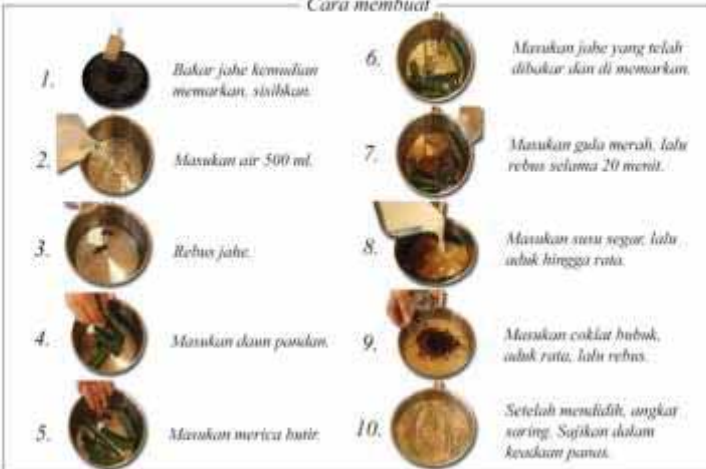 Cara membuat
1.
Bakar jahe kemudian
memarkan, sisihkan.
2.
Masukan air 500 ml.
3.
Rebus jahe.
4.
Masukan daun pandan.
5.
Masukan merica butir.
6.
Masukan jahe yang telah
dibakar dan di memarkan.
7.
Masukan gula merah, lalu
rebus selama 20 menit.
8.
Masukan susu segar, lalu
aduk hingga rata.
9.
Masukan coklat bubuk,
aduk rata, lalu rebus.
10.
Setelah mendidih, angkat
saring. Sajikan dalam
keadaan panas.